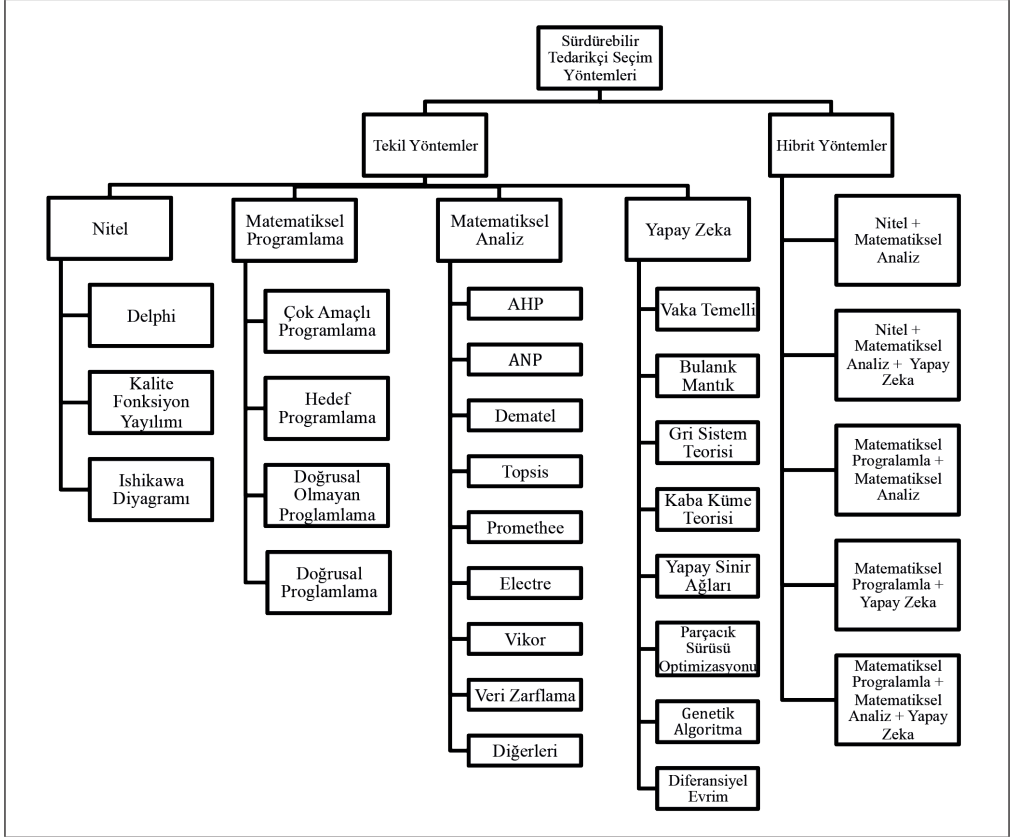 Sürdürebilir
Tedarikçi Seçim
Yöntemleri
Tekil Yöntemler
Hibrit Yöntemler
Nitel
Delphi
Kalite
Fonksiyon
Yayılımı
Ishikawa
Diyagramı
Matematiksel
Programlama
Çok Amaçlı
Programlama
Hedef
Programlama
Doğrusal
Olmayan
Proglamlama
Doğrusal
Proglamlama
Matematiksel
Analiz
AHP
ANP
Dematel
Topsis
Promethee
Electre
Vikor
Veri Zarflama
Diğerleri
Yapay Zeka
Vaka Temelli
Bulanık
Mantık
Gri Sistem
Teorisi
Kaba Küme
Teorisi
Yapay Sinir
Ağları
Parçacık
Sürüsü
Optimizasyonu
Genetik
Algoritma
Diferansiyel
Evrim
Nitel +
Matematiksel
Analiz
Nitel +
Matematiksel
Analiz + Yapay
Zeka
Matematiksel
Progralamla +
Matematiksel
Analiz
Matematiksel
Progralamla +
Yapay Zeka
Matematiksel
Progralamla +
Matematiksel
Analiz + Yapay
Zeka